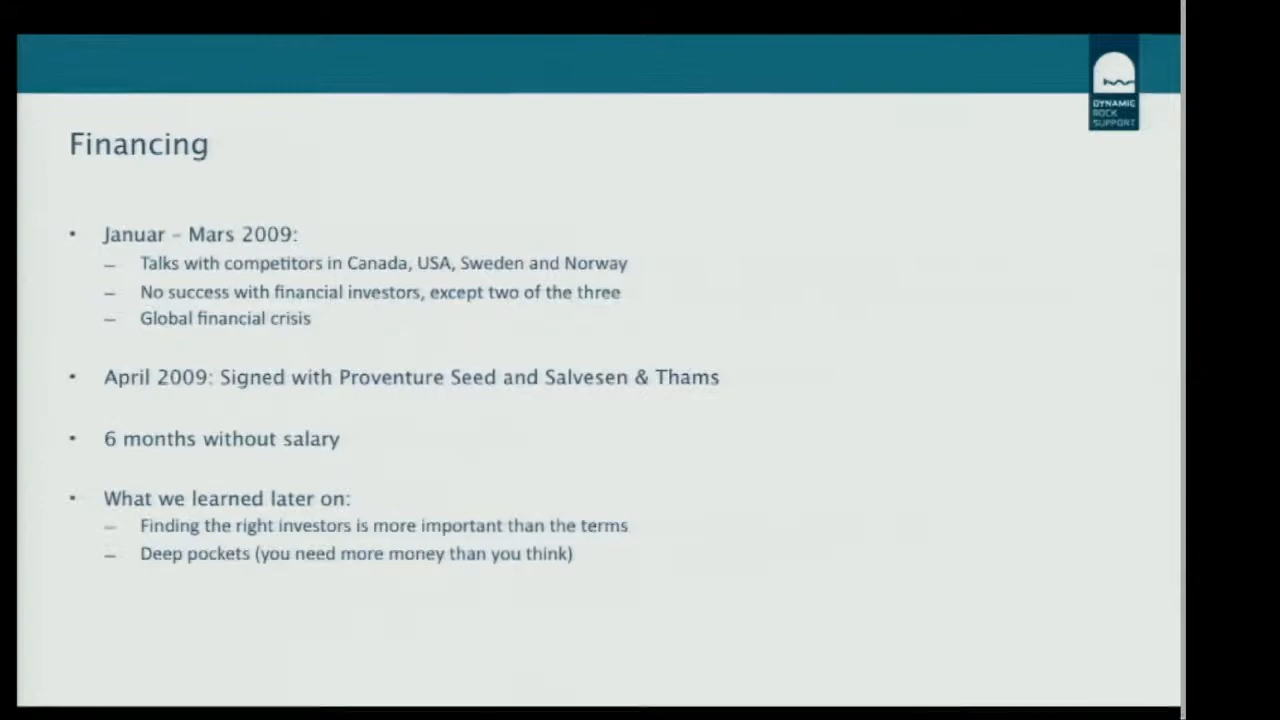 DYNAMIC
ROCK
SUPPORT
Financing
• Januar – Mars 2009:
– Talks with competitors in Canada, USA, Sweden and Norway
– No success with financial investors, except two of the three
– Global financial crisis
• April 2009: Signed with Proventure Seed and Salvesen & Thams
• 6 months without salary
• What we learned later on:
– Finding the right investors is more important than the terms
– Deep pockets (you need more money than you think)